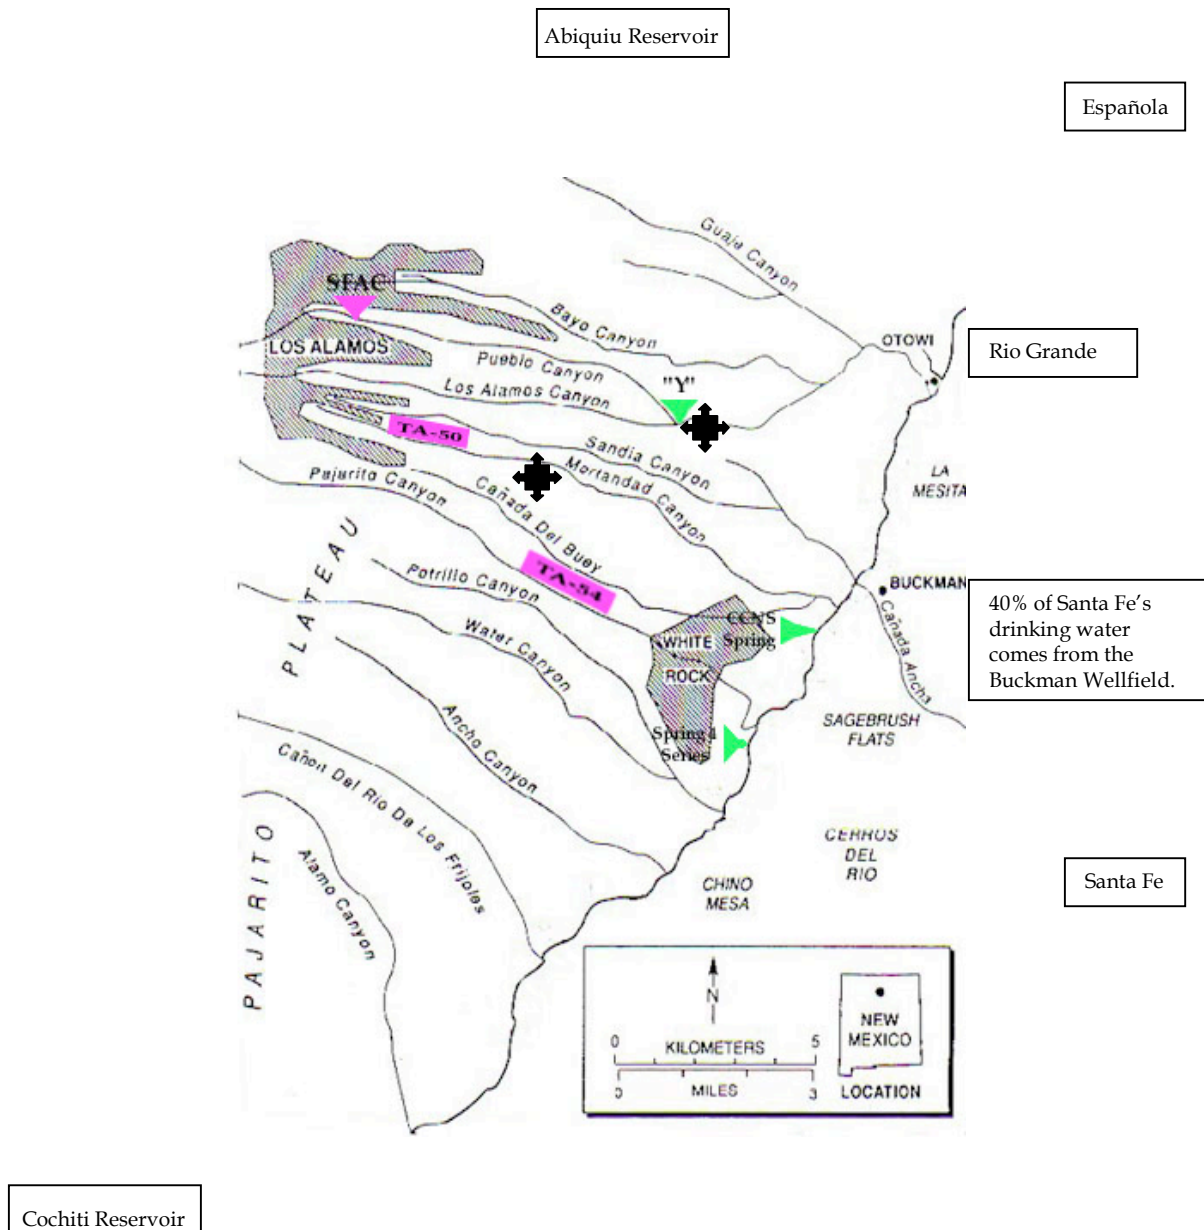 Abiquiu Reservoir
Española
Guaje Canyon
SFAC
Bayo Canyon
OTOWI
Rio Grande
LOS ALAMOS
Pueblo Canyon
"Y"
Los Alamos Canyon
TA-50
Sandia Canyon
Mortandad Canyon
LA
MESITA
Pajarito Canyon
Cañada Del Buey
TA-54
BUCKMAN
Cañada Ancha
40% of Santa Fe's
drinking water
comes from the
Buckman Wellfield.
Potrillo Canyon
Water Canyon
WHITE
ROCK
CCNS
Spring
Spring 4
Series
SAGEBRUSH
FLATS
Ancho Canyon
Cañon Del Rio De Los Frijoles
Alamo Canyon
PAJARITO PLATEAU
CERROS
DEL
RIO
CHINO
MESA
Santa Fe
N
0 5
KILOMETERS
MILES
0 3
NEW
MEXICO
LOCATION
Cochiti Reservoir